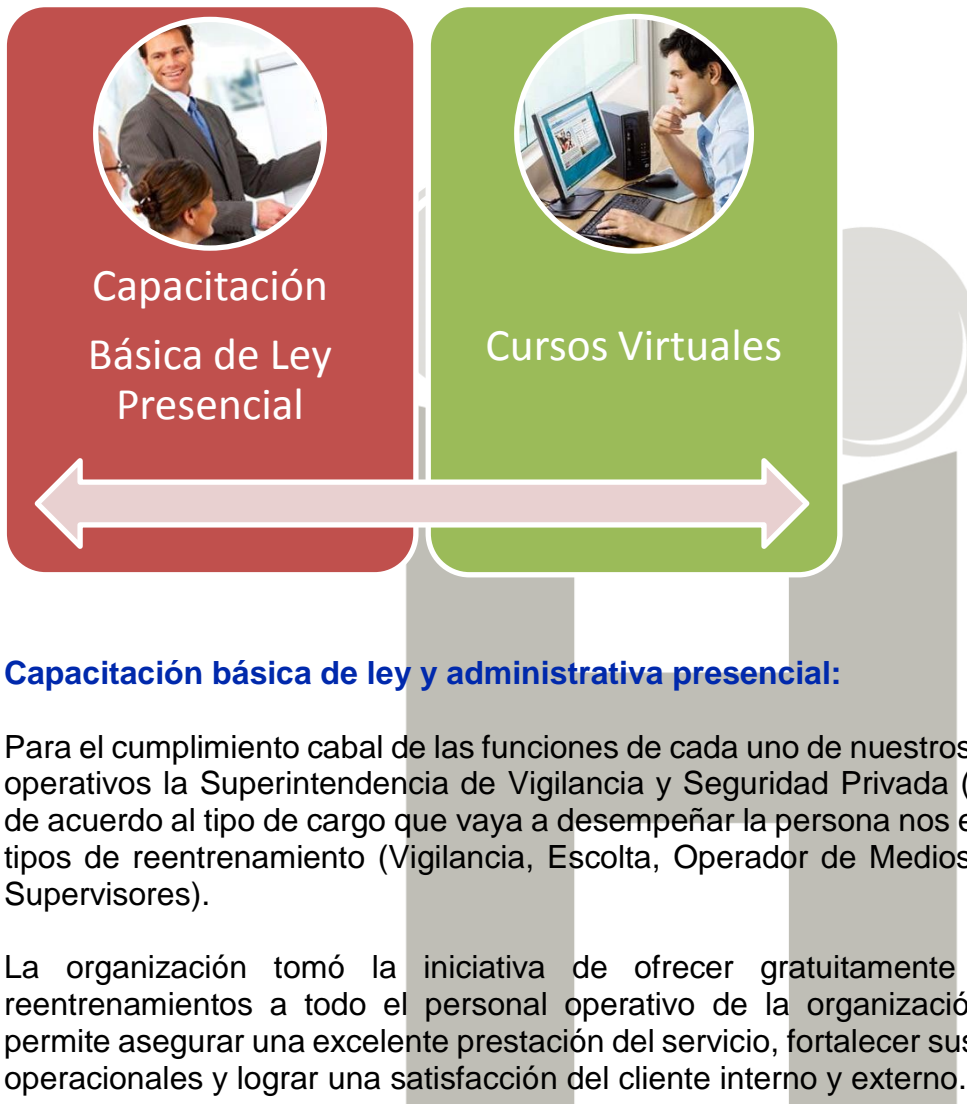 Capacitación
Básica de Ley
Presencial
Cursos Virtuales
Capacitación básica de ley y administrativa presencial:
Para el cumplimiento cabal de las funciones de cada uno de nuestros
operativos la Superintendencia de Vigilancia y Seguridad Privada (
de acuerdo al tipo de cargo que vaya a desempeñar la persona nos e
tipos de reentrenamiento (Vigilancia, Escolta, Operador de Medios
Supervisores).
La organización tomó la iniciativa de ofrecer gratuitamente
reentrenamientos a todo el personal operativo de la organizació
permite asegurar una excelente prestación del servicio, fortalecer sus
operacionales y lograr una satisfacción del cliente interno y externo.